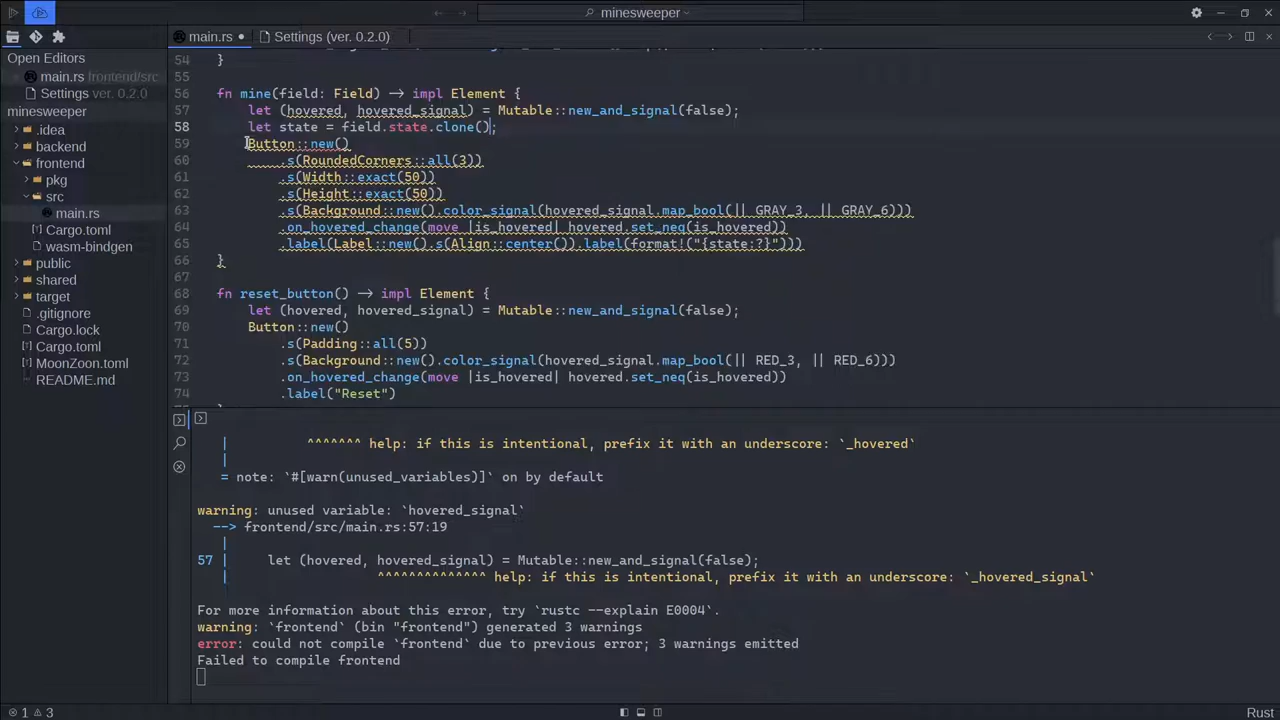 minesweeper
main.rs
Settings (ver. 0.2.0)
Open Editors
main.rs frontend/src
Settings ver. 0.2.0
minesweeper
.idea
backend
frontend
pkg
src
main.rs
Cargo.toml
wasm-bindgen
public
shared
target
.gitignore
Cargo.lock
Cargo.toml
MoonZoon.toml
README.md
54 }
55
56 fn mine(field: Field) -> impl Element {
57 let (hovered, hovered_signal) = Mutable::new_and_signal(false);
58 let state = field.state.clone();
59 Button::new()
60 .s(RoundedCorners::all(3))
61 .s(Width::exact(50))
62 .s(Height::exact(50))
63 .s(Background::new().color_signal(hovered_signal.map_bool(|| GRAY_3, || GRAY_6)))
64 .on_hovered_change(move |is_hovered| hovered.set_neq(is_hovered))
65 .label(Label::new().s(Align::center()).label(format!("{state:?}")))
66 }
67
68 fn reset_button() -> impl Element {
69 let (hovered, hovered_signal) = Mutable::new_and_signal(false);
70 Button::new()
71 .s(Padding::all(5))
72 .s(Background::new().color_signal(hovered_signal.map_bool(|| RED_3, || RED_6)))
73 .on_hovered_change(move |is_hovered| hovered.set_neq(is_hovered))
74 .label("Reset")
| ^^^^^^^ help: if this is intentional, prefix it with an underscore: `_hovered`
|
= note: `#[warn(unused_variables)]` on by default
warning: unused variable: `hovered_signal`
--> frontend/src/main.rs:57:19
|
57 | let (hovered, hovered_signal) = Mutable::new_and_signal(false);
| ^^^^^^^^^^^^^^ help: if this is intentional, prefix it with an underscore: `_hovered_signal`
For more information about this error, try `rustc --explain E0004`.
warning: `frontend` (bin "frontend") generated 3 warnings
error: could not compile `frontend` due to previous error; 3 warnings emitted
Failed to compile frontend
1 3
Rust